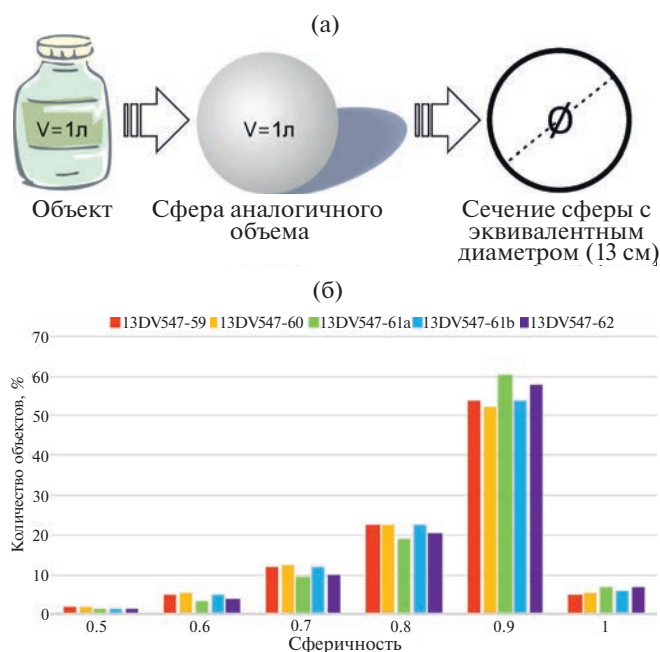 (а)
V=1л
V=1л
Ø
Объект
Сфера аналогичного
объема
Сечение сферы с
эквивалентным
диаметром (13 см)
(б)
13DV547-59 13DV547-60 13DV547-61a 13DV547-61b 13DV547-62
Количество объектов, %
70
60
50
40
30
20
10
0
0.5 0.6 0.7 0.8 0.9 1
Сферичность